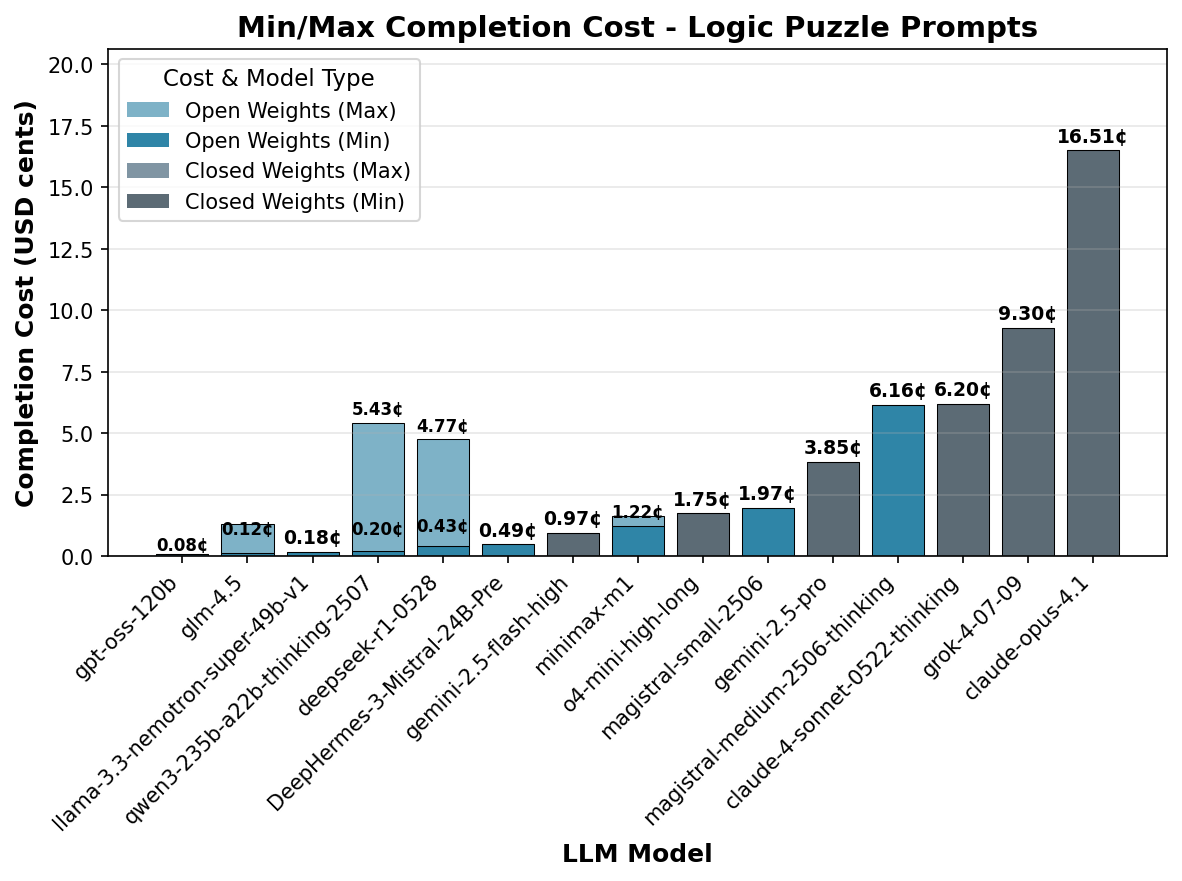 Min/Max Completion Cost - Logic Puzzle Prompts
Completion Cost (USD cents)
20.0
17.5
15.0
12.5
10.0
7.5
5.0
2.5
0.0
Cost & Model Type
Open Weights (Max)
Open Weights (Min)
Closed Weights (Max)
Closed Weights (Min)
0.08¢
0.12¢
0.18¢
5.43¢
0.20¢
4.77¢
0.43¢
0.49¢
0.97¢
1.22¢
1.75¢
1.97¢
3.85¢
6.16¢
6.20¢
9.30¢
16.51¢
gpt-oss-120b
glm-4.5
llama-3.3-nemotron-super-49b-v1
qwen3-235b-a22b-thinking-2507
deepseek-r1-0528
DeepHermes-3-Mistral-24B-Pre
gemini-2.5-flash-high
minimax-m1
o4-mini-high-long
magistral-small-2506
gemini-2.5-pro
magistral-medium-2506-thinking
claude-4-sonnet-0522-thinking
grok-4-07-09
claude-opus-4.1
LLM Model